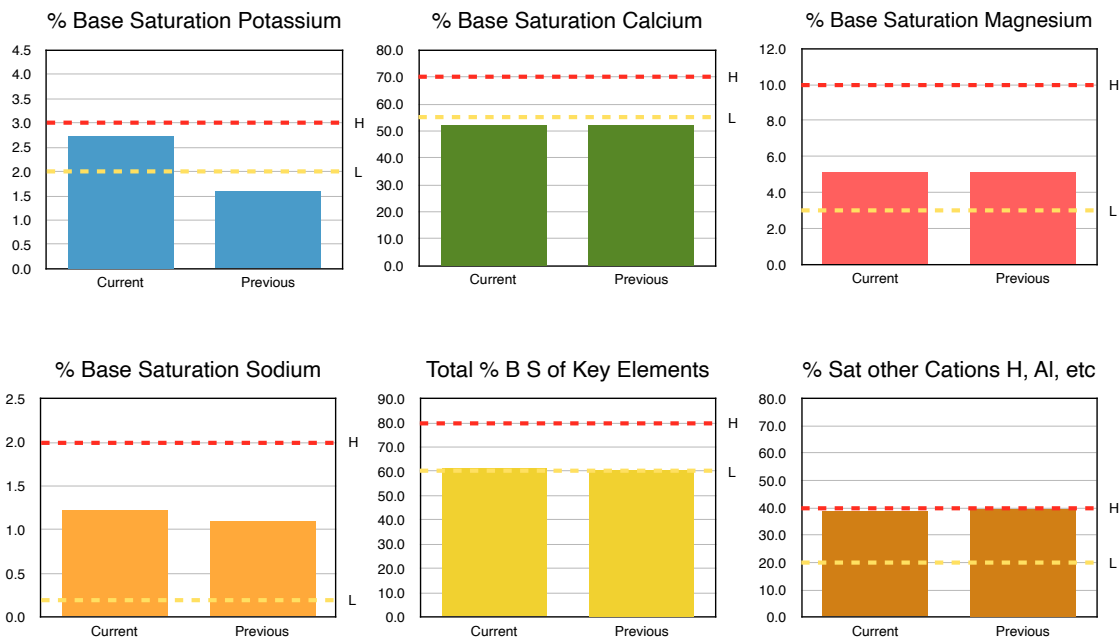 % Base Saturation Potassium
4.5
4.0
3.5
3.0
2.5
2.0
1.5
1.0
0.5
0.0
H
L
Current Previous
% Base Saturation Calcium
80.0
70.0
60.0
50.0
40.0
30.0
20.0
10.0
0.0
H
L
Current Previous
% Base Saturation Magnesium
12.0
10.0
8.0
6.0
4.0
2.0
0.0
H
L
Current Previous
% Base Saturation Sodium
2.5
2.0
1.5
1.0
0.5
0.0
H
L
Current Previous
Total % B S of Key Elements
90.0
80.0
70.0
60.0
50.0
40.0
30.0
20.0
10.0
0.0
H
L
Current Previous
% Sat other Cations H, Al, etc
80.0
70.0
60.0
50.0
40.0
30.0
20.0
10.0
0.0
H
L
Current Previous